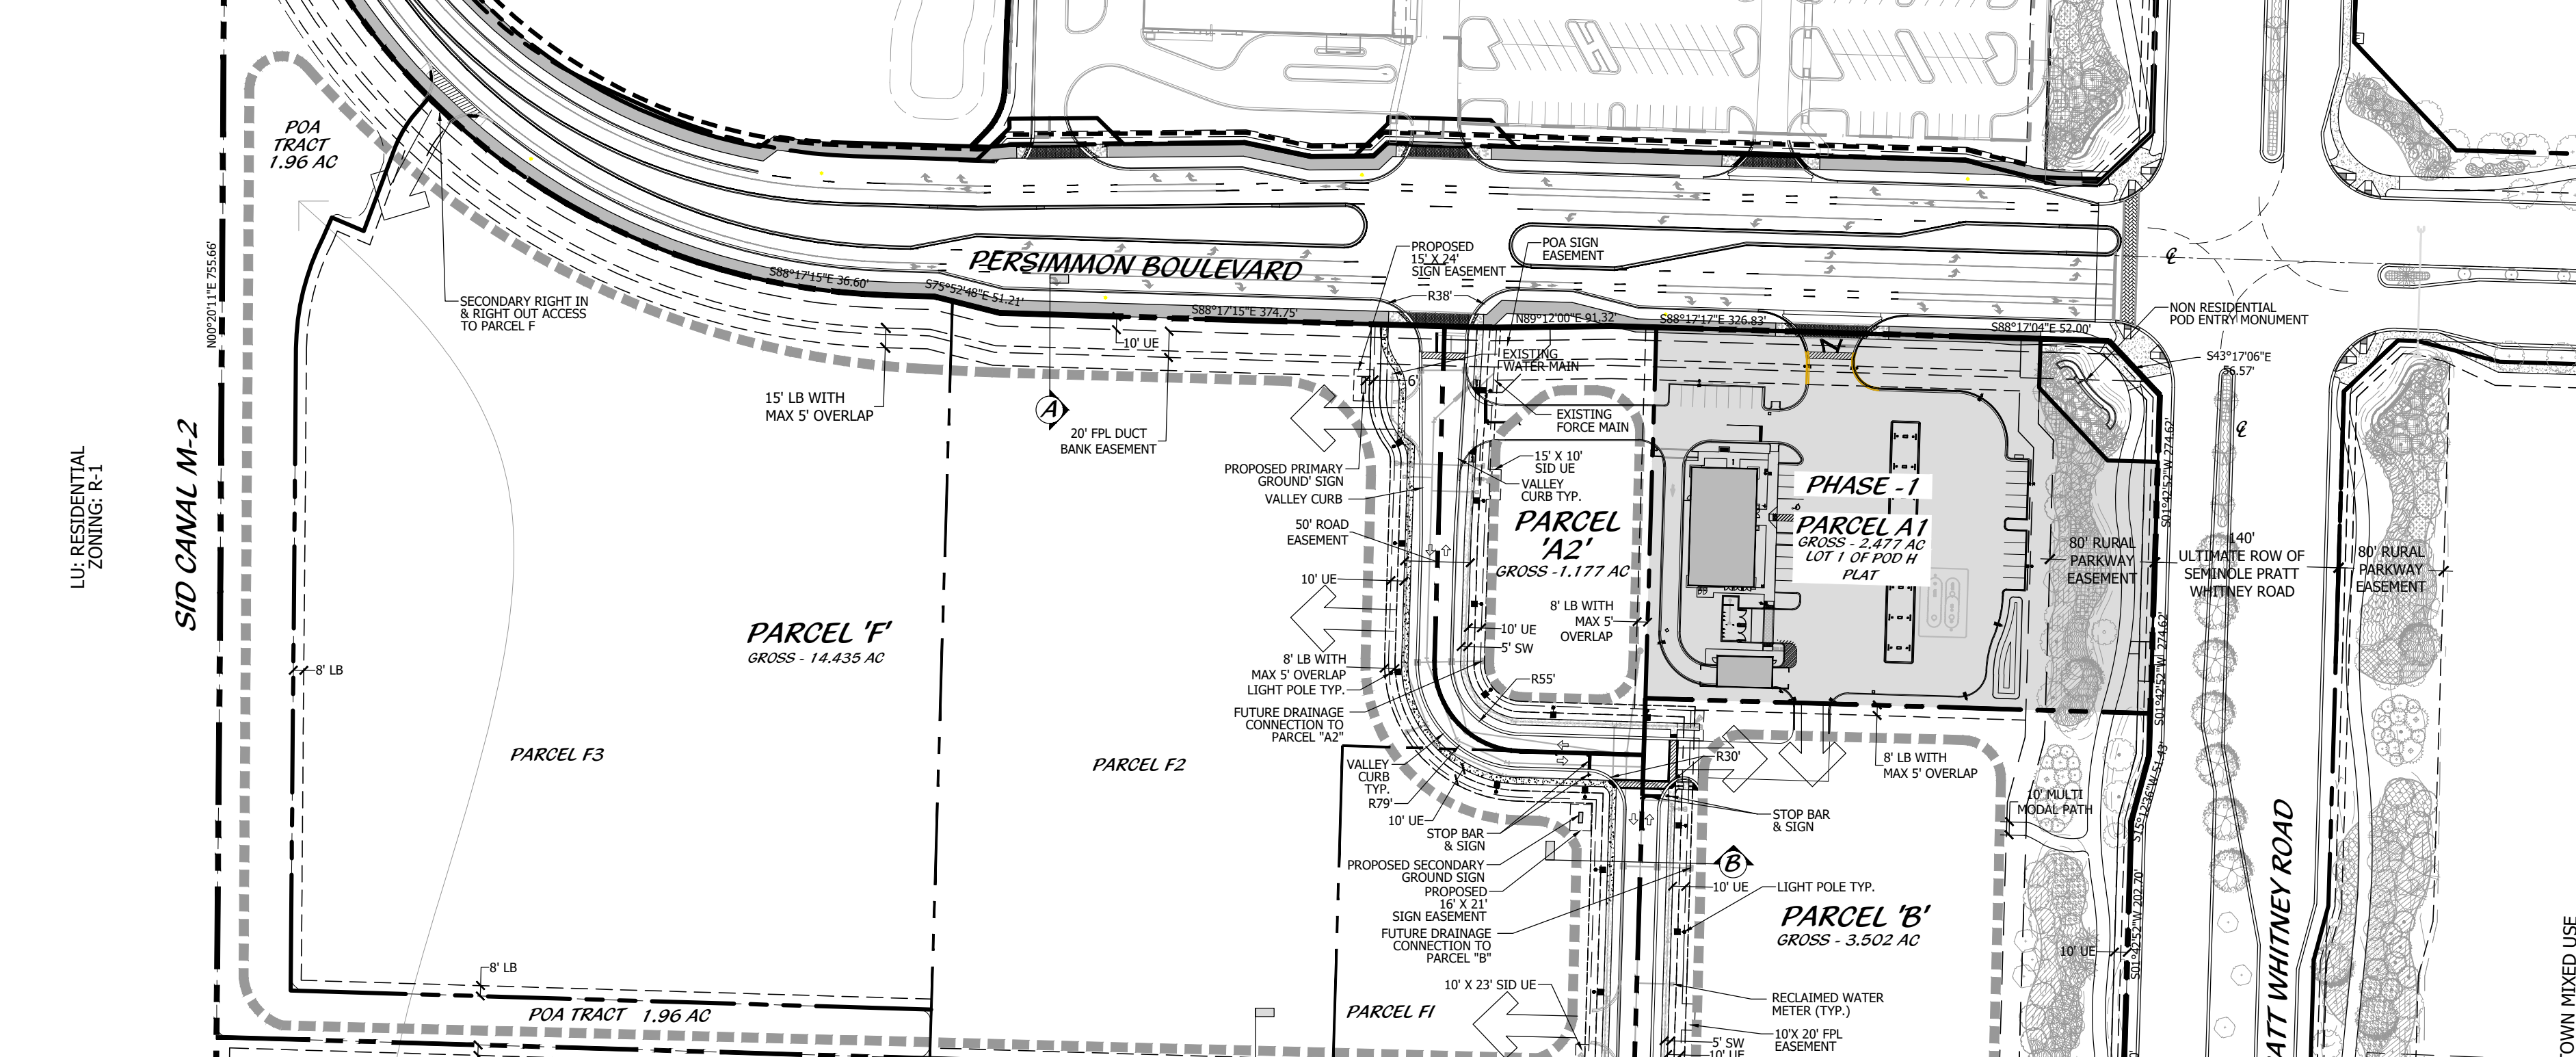 POA
TRACT
1.96 AC
SECONDARY RIGHT IN
& RIGHT OUT ACCESS
TO PARCEL F
N00°20'11"E 755.66'
SID CANAL M-2
LU: RESIDENTIAL
ZONING: R-1
PERSIMMON BOULEVARD
S88°17'15"E 36.60'
S75°52'48"E 51.21'
S88°17'15"E 374.75'
N89°12'00"E 91.32'
S88°17'17"E 326.83'
S88°17'04"E 52.00'
PROPOSED
15' X 24'
SIGN EASEMENT
POA SIGN
EASEMENT
R38'
NON RESIDENTIAL
POD ENTRY MONUMENT
S43°17'06"E
56.57'
10' UE
15' LB WITH
MAX 5' OVERLAP
A
20' FPL DUCT
BANK EASEMENT
6'
EXISTING
WATER MAIN
EXISTING
FORCE MAIN
PROPOSED PRIMARY
GROUND' SIGN
VALLEY CURB
50' ROAD
EASEMENT
10' UE
15' X 10'
SID UE
VALLEY
CURB TYP.
PARCEL
'A2'
GROSS -1.177 AC
8' LB WITH
MAX 5'
OVERLAP
10' UE
5' SW
R55'
PHASE -1
PARCEL A1
GROSS - 2.477 AC
LOT 1 OF POD H
PLAT
80' RURAL
PARKWAY
EASEMENT
S01°42'52"W 274.62'
S01°42'52"W 274.62'
140'
ULTIMATE ROW OF
SEMINOLE PRATT
WHITNEY ROAD
80' RURAL
PARKWAY
EASEMENT
PARCEL 'F'
GROSS - 14.435 AC
8' LB
8' LB WITH
MAX 5' OVERLAP
LIGHT POLE TYP.
FUTURE DRAINAGE
CONNECTION TO
PARCEL "A2"
PARCEL F3
PARCEL F2
VALLEY
CURB
TYP.
R79'
10' UE
R30'
STOP BAR
& SIGN
STOP BAR
& SIGN
8' LB WITH
MAX 5' OVERLAP
10' MULTI
MODAL PATH
S15°12'36"W 51.43'
PROPOSED SECONDARY
GROUND SIGN
PROPOSED
16' X 21'
SIGN EASEMENT
B
10' UE
LIGHT POLE TYP.
PARCEL 'B'
GROSS - 3.502 AC
FUTURE DRAINAGE
CONNECTION TO
PARCEL "B"
10' UE
S01°42'52"W 202.70'
ATT WHITNEY ROAD
OWN MIXED USE
8' LB
10' X 23' SID UE
POA TRACT 1.96 AC
PARCEL F1
RECLAIMED WATER
METER (TYP.)
5' SW
10' UE
10'X 20' FPL
EASEMENT